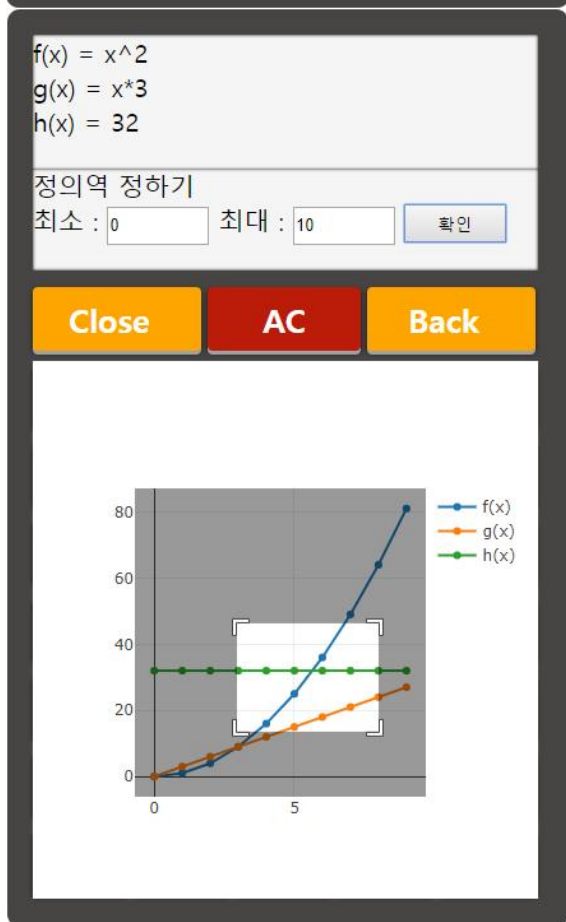 f(x) = x^2
g(x) = x*3
h(x) = 32
정의역 정하기
최소 : 0 최대 : 10 확인
Close AC Back
80
60
40
20
0
0 5
f(x)
g(x)
h(x)